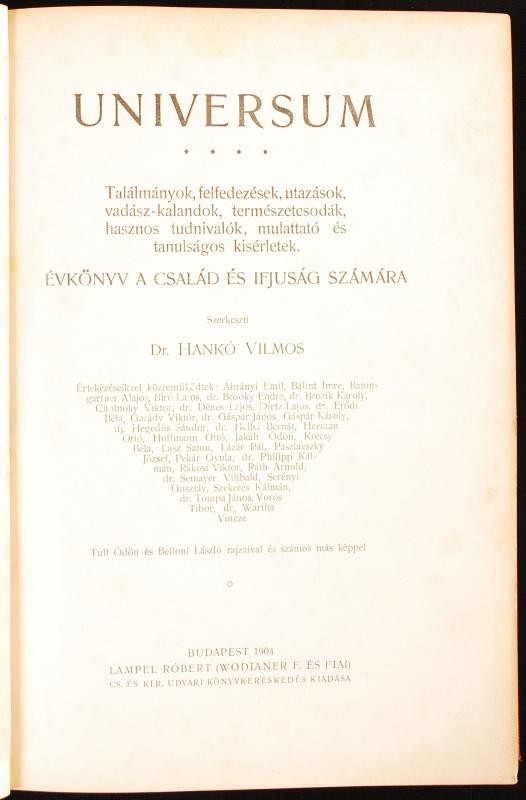 UNIVERSUM
Találmányok, felfedezések, utazások,
vadász-kalandok, természetcsodák,
hasznos tudnivalók, mulattató és
tanulságos kisérletek.
ÉVKÖNYV A CSALÁD ÉS IFJUSÁG SZÁMÁRA
Szerkeszti
Dr. HANKÓ VILMOS
Értekezéseikkel közreműködtek: Ábrányi Emil, Bálint Imre, Baum-
gartner Alajos, Biró Lajos, dr. Bozóky Endre, dr. Brózik Károly,
Cholnoky Viktor, dr. Dénes Lajos, Dietz Lajos, dr. Erődi
Béla, Garády Viktor, dr. Gáspár János, Gáspár Károly,
ifj. Hegedüs Sándor, dr. Heller Bernát, Herman
Ottó, Hoffmann Ottó, Jakab Ödön, Krécsy
Béla, Lasz Samu, Lázár Pál, Paszlavszky
József, Pekár Gyula, dr. Philipp Kál-
mán, Rákosi Viktor, Ráth Arnold,
dr. Semayer Vilibald, Serényi
Gusztáv, Szekeres Kálmán,
dr. Tompa János, Vörös
Tibor, dr. Wartha
Vincze
Tull Ödön és Belloni László rajzaival és számos más képpel
BUDAPEST 1904
LAMPEL RÓBERT (WODIANER F. ÉS FIAI)
CS. ÉS KIR. UDVARI KÖNYVKERESKEDÉS KIADÁSA